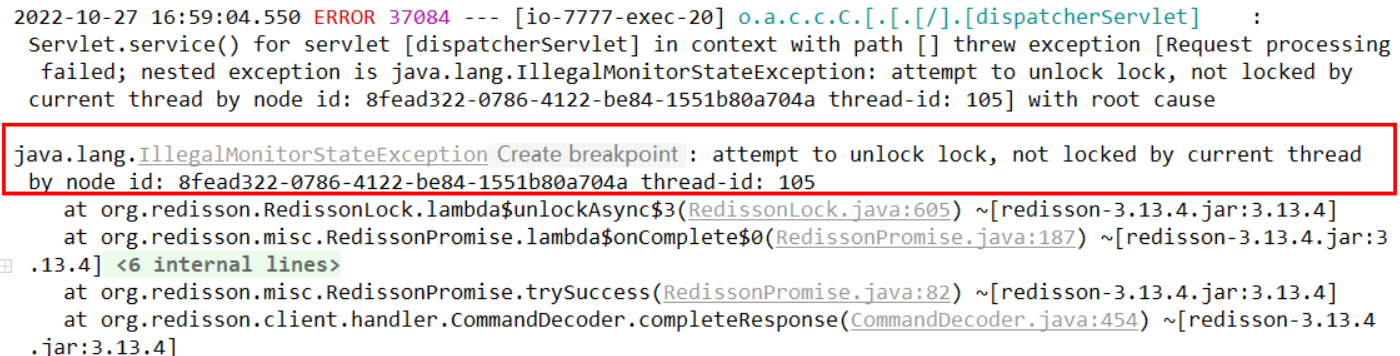 2022-10-27 16:59:04.550 ERROR 37084 --- [io-7777-exec-20] o.a.c.c.C.[.[.[/].[dispatcherServlet]    :
Servlet.service() for servlet [dispatcherServlet] in context with path [] threw exception [Request processing
failed; nested exception is java.lang.IllegalMonitorStateException: attempt to unlock lock, not locked by
current thread by node id: 8fead322-0786-4122-be84-1551b80a704a thread-id: 105] with root cause
java.lang.IllegalMonitorStateException Create breakpoint : attempt to unlock lock, not locked by current thread
by node id: 8fead322-0786-4122-be84-1551b80a704a thread-id: 105
at org.redisson.RedissonLock.lambda$unlockAsync$3(RedissonLock.java:605) ~[redisson-3.13.4.jar:3.13.4]
at org.redisson.misc.RedissonPromise.lambda$onComplete$0(RedissonPromise.java:187) ~[redisson-3.13.4.jar:3
.13.4] <6 internal lines>
at org.redisson.misc.RedissonPromise.trySuccess(RedissonPromise.java:82) ~[redisson-3.13.4.jar:3.13.4]
at org.redisson.client.handler.CommandDecoder.completeResponse(CommandDecoder.java:454) ~[redisson-3.13.4
.jar:3.13.4]